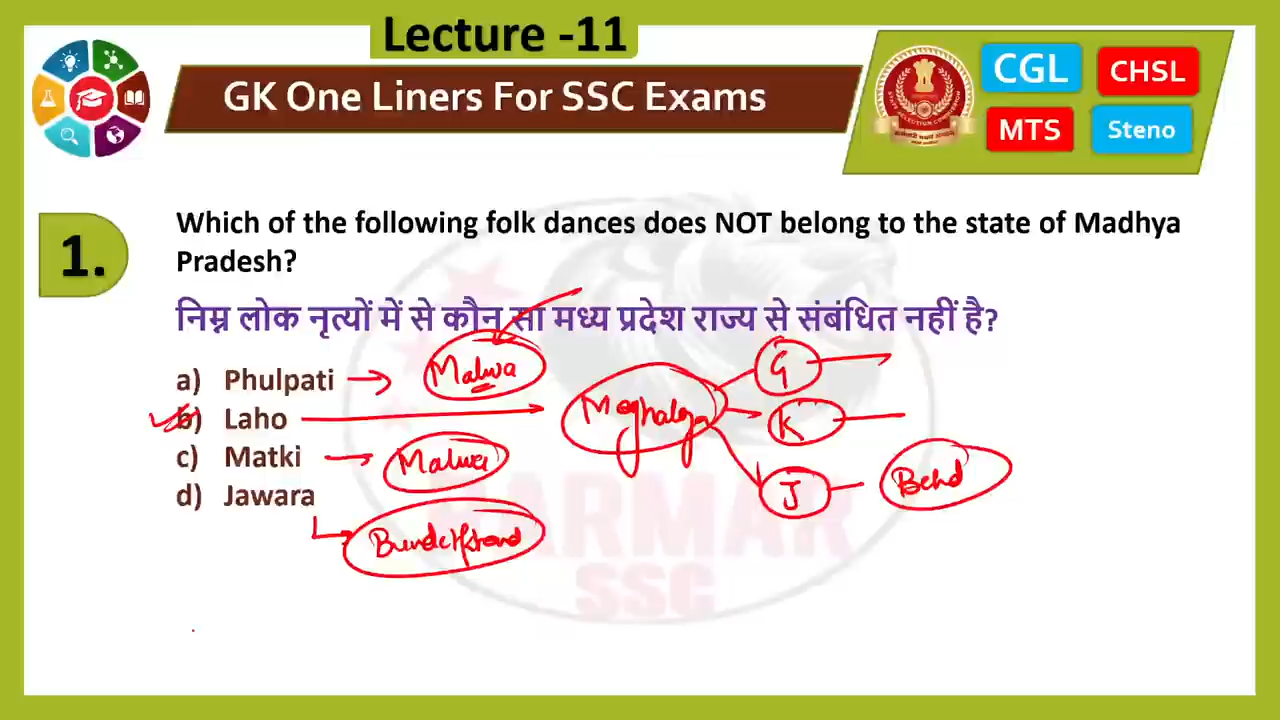 Lecture -11
GK One Liners For SSC Exams
CGL
CHSL
MTS
Steno
1.
Which of the following folk dances does NOT belong to the state of Madhya
Pradesh?
निम्न लोक नृत्यों में से कौन सा मध्य प्रदेश राज्य से संबंधित नहीं है?
a) Phulpati Malwa
b) Laho Meghalaya
G
K
J
c) Matki Malwa
d) Jawara
Bundelkhand
PARMAR
SSC